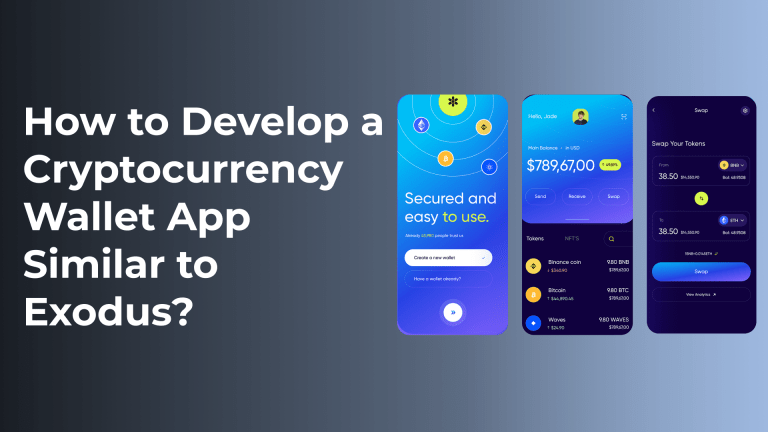 How to Develop a
Cryptocurrency
Wallet App
Similar to
Exodus?
Secured and
easy to use.
Create a new wallet
Have a wallet already?
Hello, Jade
Main Balance
$789,67,00
Send Receive Swap
Tokens NFT'S
Binance coin 9.80 BNB
Bitcoin 9.80 BTC
Waves 9.80 WAVES
↑ $24.90
Swap
Swap Your Tokens
From BNB
38.50
To ETH
38.50
Swap
View Analytics